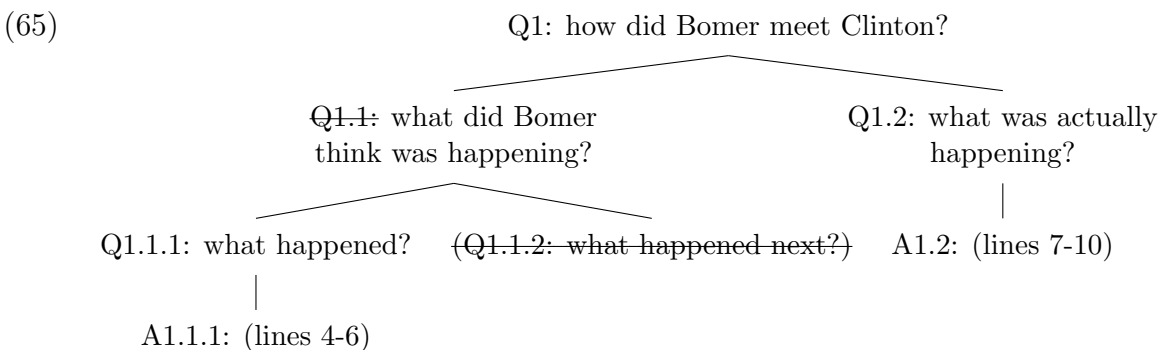 (65)
Q1: how did Bomer meet Clinton?
Q1.1: what did Bomer
think was happening?
Q1.2: what was actually
happening?
Q1.1.1: what happened?
(Q1.1.2: what happened next?)
A1.2: (lines 7-10)
A1.1.1: (lines 4-6)